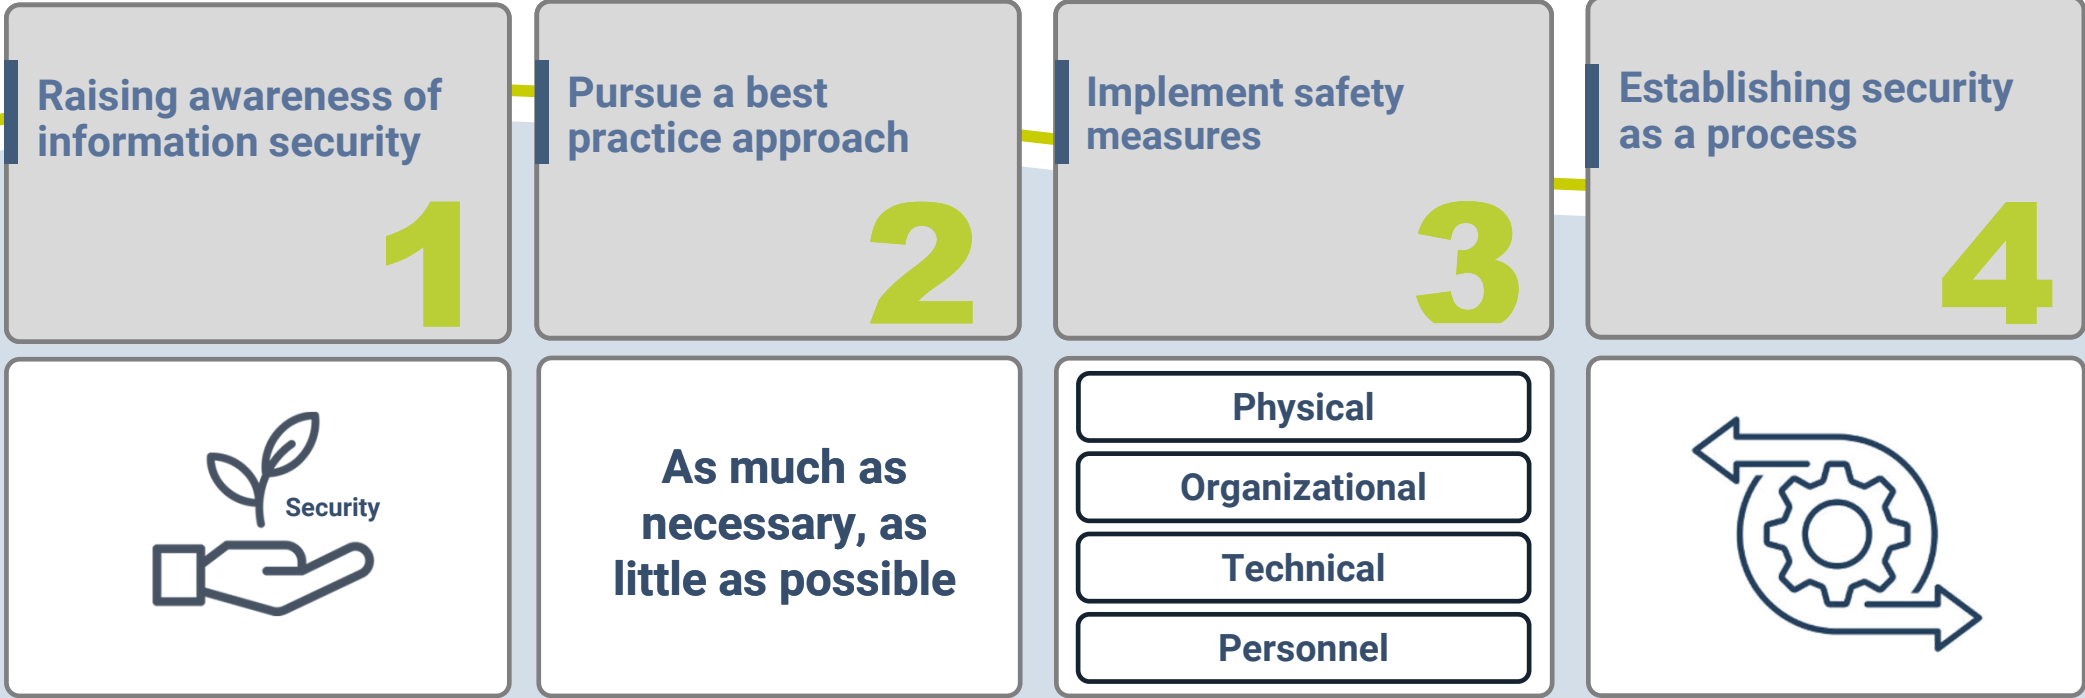 Raising awareness of
information security
1
Pursue a best
practice approach
2
Implement safety
measures
3
Establishing security
as a process
4
Security
As much as
necessary, as
little as possible
Physical
Organizational
Technical
Personnel